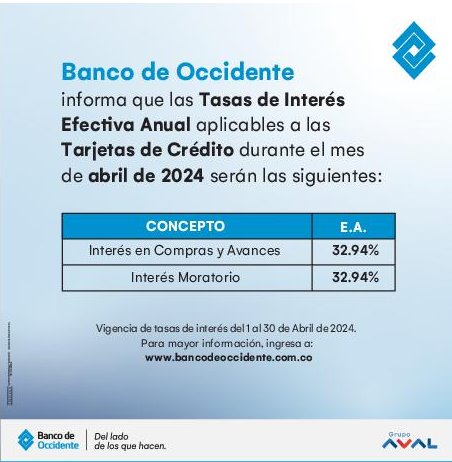 Banco de Occidente
informa que las Tasas de Interés
Efectiva Anual aplicables a las
Tarjetas de Crédito durante el mes
de abril de 2024 serán las siguientes:
CONCEPTO E.A.
Interés en Compras y Avances 32.94%
Interés Moratorio 32.94%
Vigencia de tasas de interés del 1 al 30 de Abril de 2024.
Para mayor información, ingresa a:
www.bancodeoccidente.com.co
Banco de
Occidente
Del lado
de los que hacen.
Grupo
AVAL